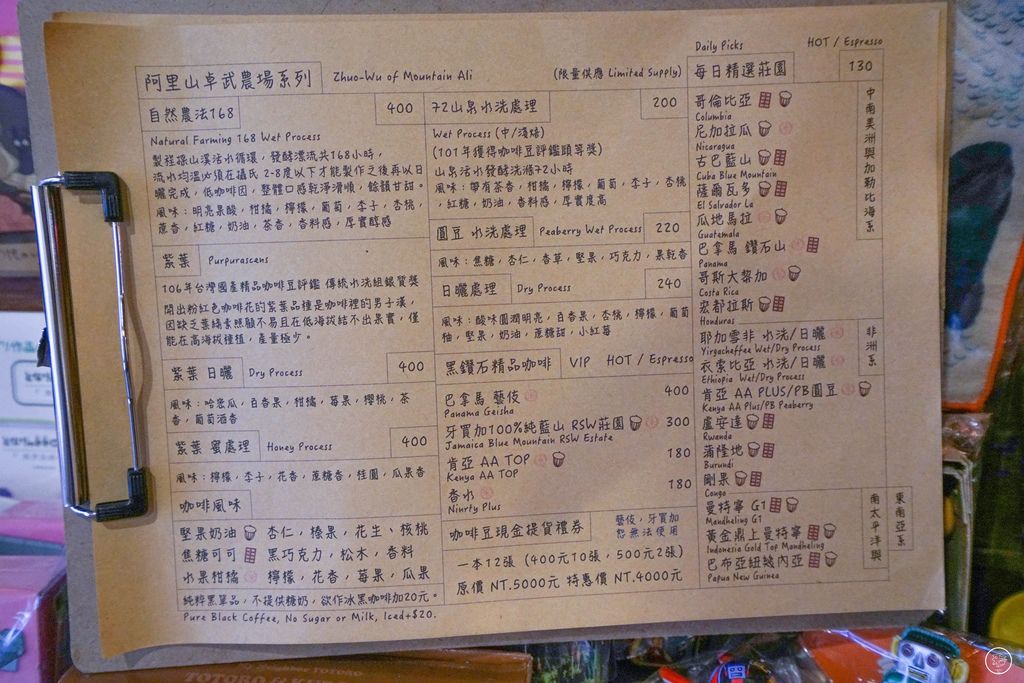 阿里山卓武農場系列 Zhuo-Wu of Mountain Ali (限量供應 Limited Supply)
自然農法168 400
Natural Farming 168 Wet Process
製程孫山溪活水循環，發酵漂流共168小時，
流水均溫必須在攝氏 2-8度以下才能製作之後再以日
曬完成，低咖啡因，整體口感乾淨滑順，餘韻甘甜。
風味：明亮果酸，柑橘，檸檬，葡萄，李子，杏桃，
蔗香，紅糖，奶油，茶香，香料感，厚實醇感
紫葉 Purpurascens
106年台灣國產精品咖啡豆評鑑 傳統水洗組銀質獎
開出粉紅色咖啡花的紫葉品種是咖啡裡的男子漢，
因缺乏葉綠素照顧不易且在低海拔結不出果實，僅
能在高海拔種植，產量極少。
紫葉 日曬 Dry Process 400
風味：哈密瓜，百香果，柑橘，莓果，櫻桃，茶
香，葡萄酒香
紫葉 蜜處理 Honey Process 400
風味：檸檬，李子，花香，蔗糖香，桂圓，瓜果香
咖啡風味
堅果奶油 杏仁，榛果，花生，核桃
焦糖可可 黑巧克力，松木，香料
水果柑橘 檸檬，花香，莓果，瓜果
純粹黑單品，不提供糖奶，欲作冰黑咖啡加20元。
Pure Black Coffee, No Sugar or Milk, Iced+$20.
72山泉水洗處理 200
Wet Process (中/淺焙)
(101年獲得咖啡豆評鑑頭等獎)
山泉活水發酵洗滌72小時
風味：帶有茶香，柑橘，檸檬，葡萄，李子，杏桃
，紅糖，奶油，香料感，厚實度高
圓豆 水洗處理 Peaberry Wet Process 220
風味：焦糖，杏仁，香草，堅果，巧克力，果乾香
日曬處理 Dry Process 240
風味：酸味圓潤明亮，百香果，杏桃，檸檬，葡萄
柚，堅果，奶油，蔗糖甜，小紅莓
黑鑽石精品咖啡 VIP HOT / Espresso
巴拿馬 藝伎 400
Panama Geisha
牙買加100%純藍山 RSW莊園 300
Jamaica Blue Mountain RSW Estate
肯亞 AA TOP 180
Kenya AA TOP
香水 180
Ninrty Plus
咖啡豆現金提貨禮券 藝伎，牙買加
恕無法使用
一本12張 (400元10張，500元2張)
原價 NT.5000元 特惠價 NT.4000元
Daily Picks HOT / Espresso
每日精選莊園 130
中南美洲與加勒比海系
哥倫比亞
Columbia
尼加拉瓜
Nicaragua
古巴藍山
Cuba Blue Mountain
薩爾瓦多
El Salvador La
瓜地馬拉
Guatemala
巴拿馬 鑽石山
Panama
哥斯大黎加
Costa Rica
宏都拉斯
Honduras
非洲系
耶加雪非 水洗/日曬
Yirgacheffee Wet/Dry Process
衣索比亞 水洗/日曬
Ethiopia Wet/Dry Process
肯亞 AA PLUS/PB圓豆
Kenya AA Plus/PB Peaberry
盧安達
Rwanda
蒲隆地
Burundi
剛果
Congo
東南亞系
南太平洋與
曼特寧 G1
Mandheling G1
黃金鼎上曼特寧
Indonesia Gold Top Mandheling
巴布亞紐幾內亞
Papua New Guinea